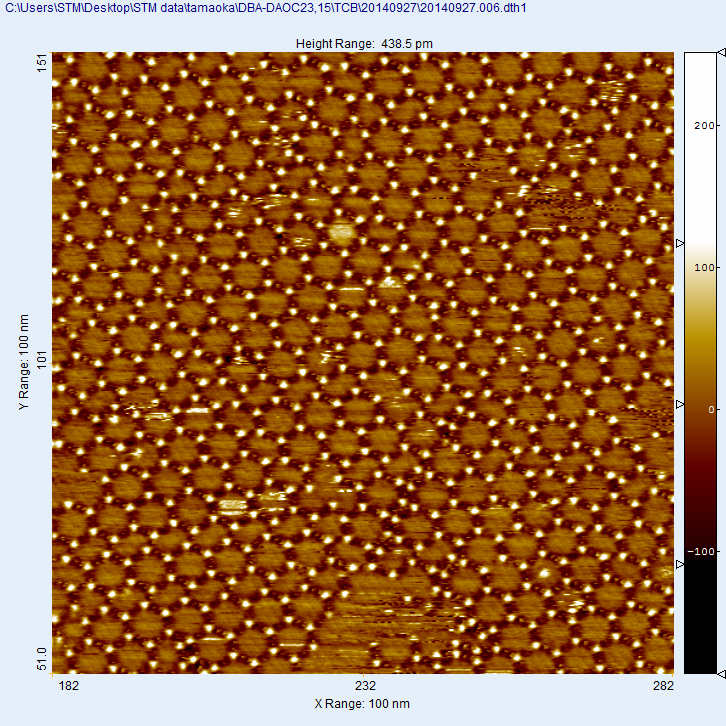 C:\Users\STM\Desktop\STM data\tamaoka\DBA-DAOC23,15\TCB\20140927\20140927.006.dth1
Height Range: 438.5 pm
151
Y Range: 100 nm
101
51.0
200
100
0
-100
182
232
282
X Range: 100 nm